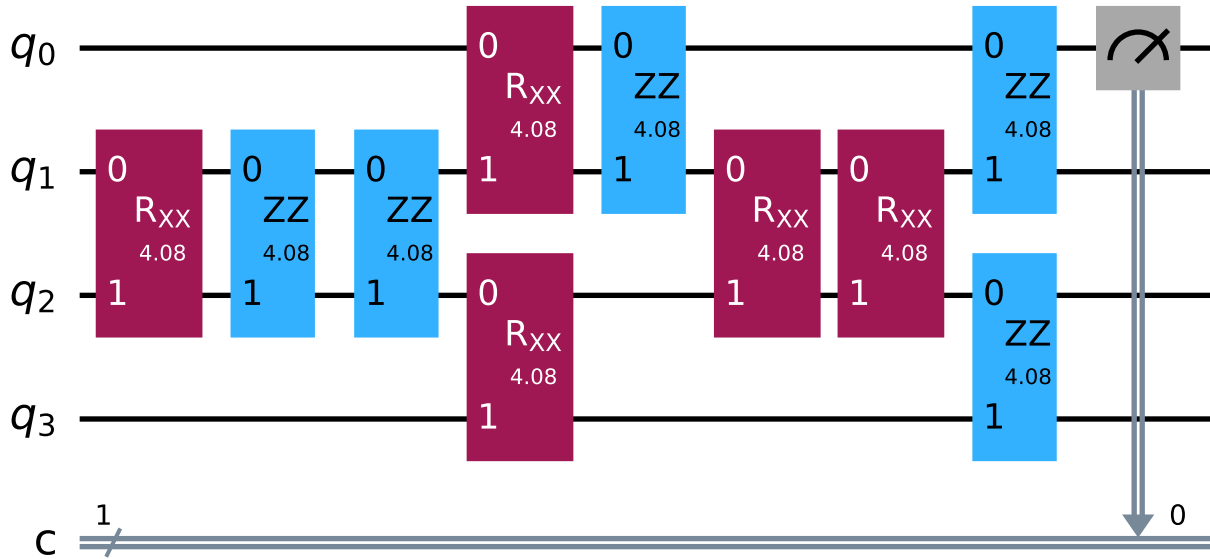 q0 0 0 0
RXX ZZ ZZ
4.08 4.08 4.08
q1 0 0 0 1 1 0 0 1
RXX ZZ ZZ RXX RXX
4.08 4.08 4.08 4.08 4.08
q2 1 1 1 0 1 1 0
RXX ZZ
4.08 4.08
q3 1 1
1 0
c